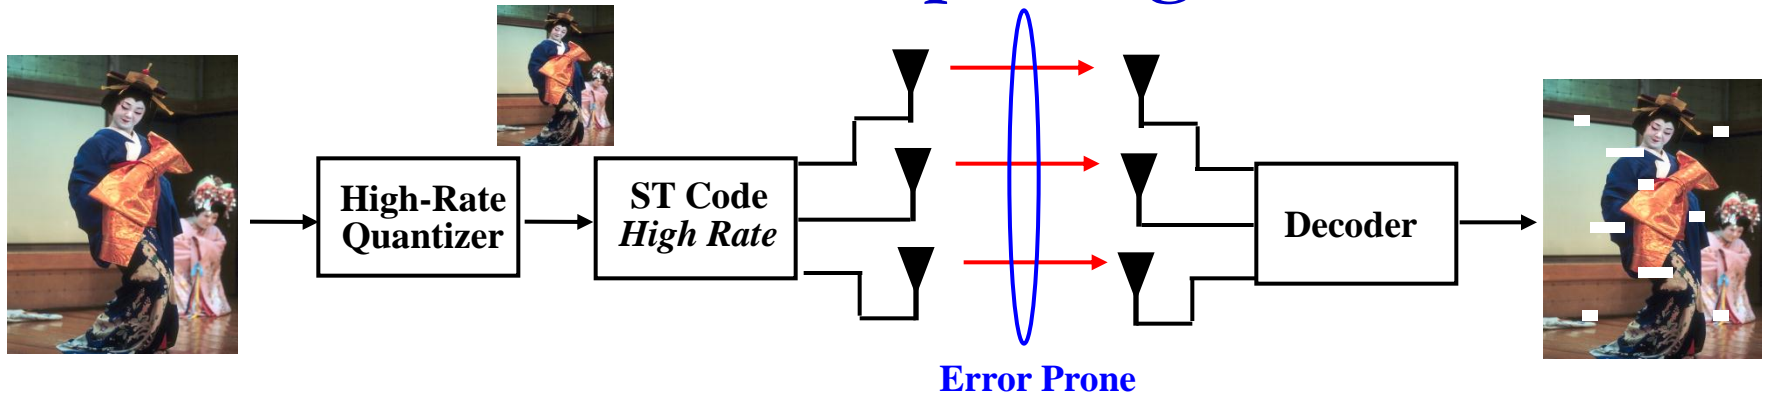 High-Rate
Quantizer
ST Code
High Rate
Decoder
Error Prone